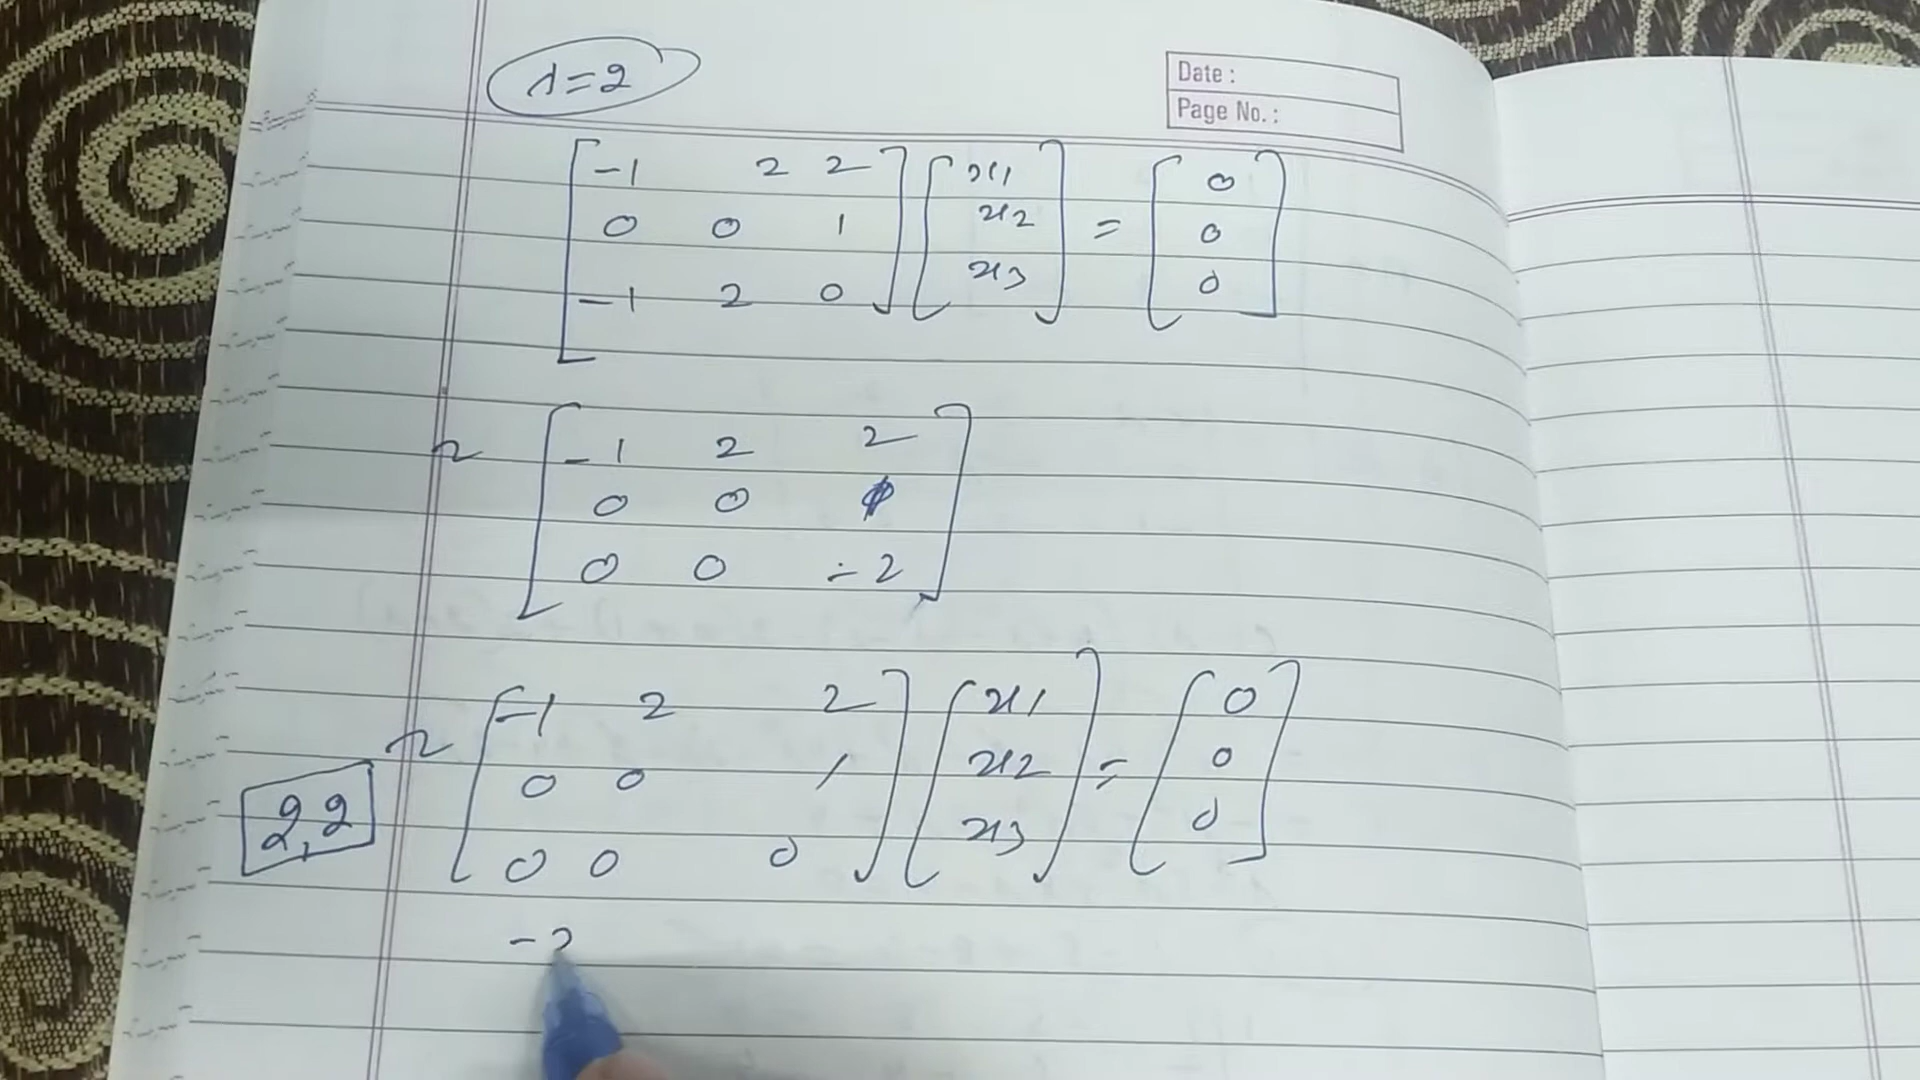 λ=2
Date :
Page No. :
[ -1 2 2 ] [ x1 ] = [ 0 ]
[ 0 0 1 ] [ x2 ] = [ 0 ]
[ -1 2 0 ] [ x3 ] = [ 0 ]
~ [ -1 2 2 ]
[ 0 0 1 ]
[ 0 0 -2 ]
~ [ -1 2 2 ] [ x1 ] = [ 0 ]
[ 0 0 1 ] [ x2 ] = [ 0 ]
[ 0 0 0 ] [ x3 ] = [ 0 ]
2,2